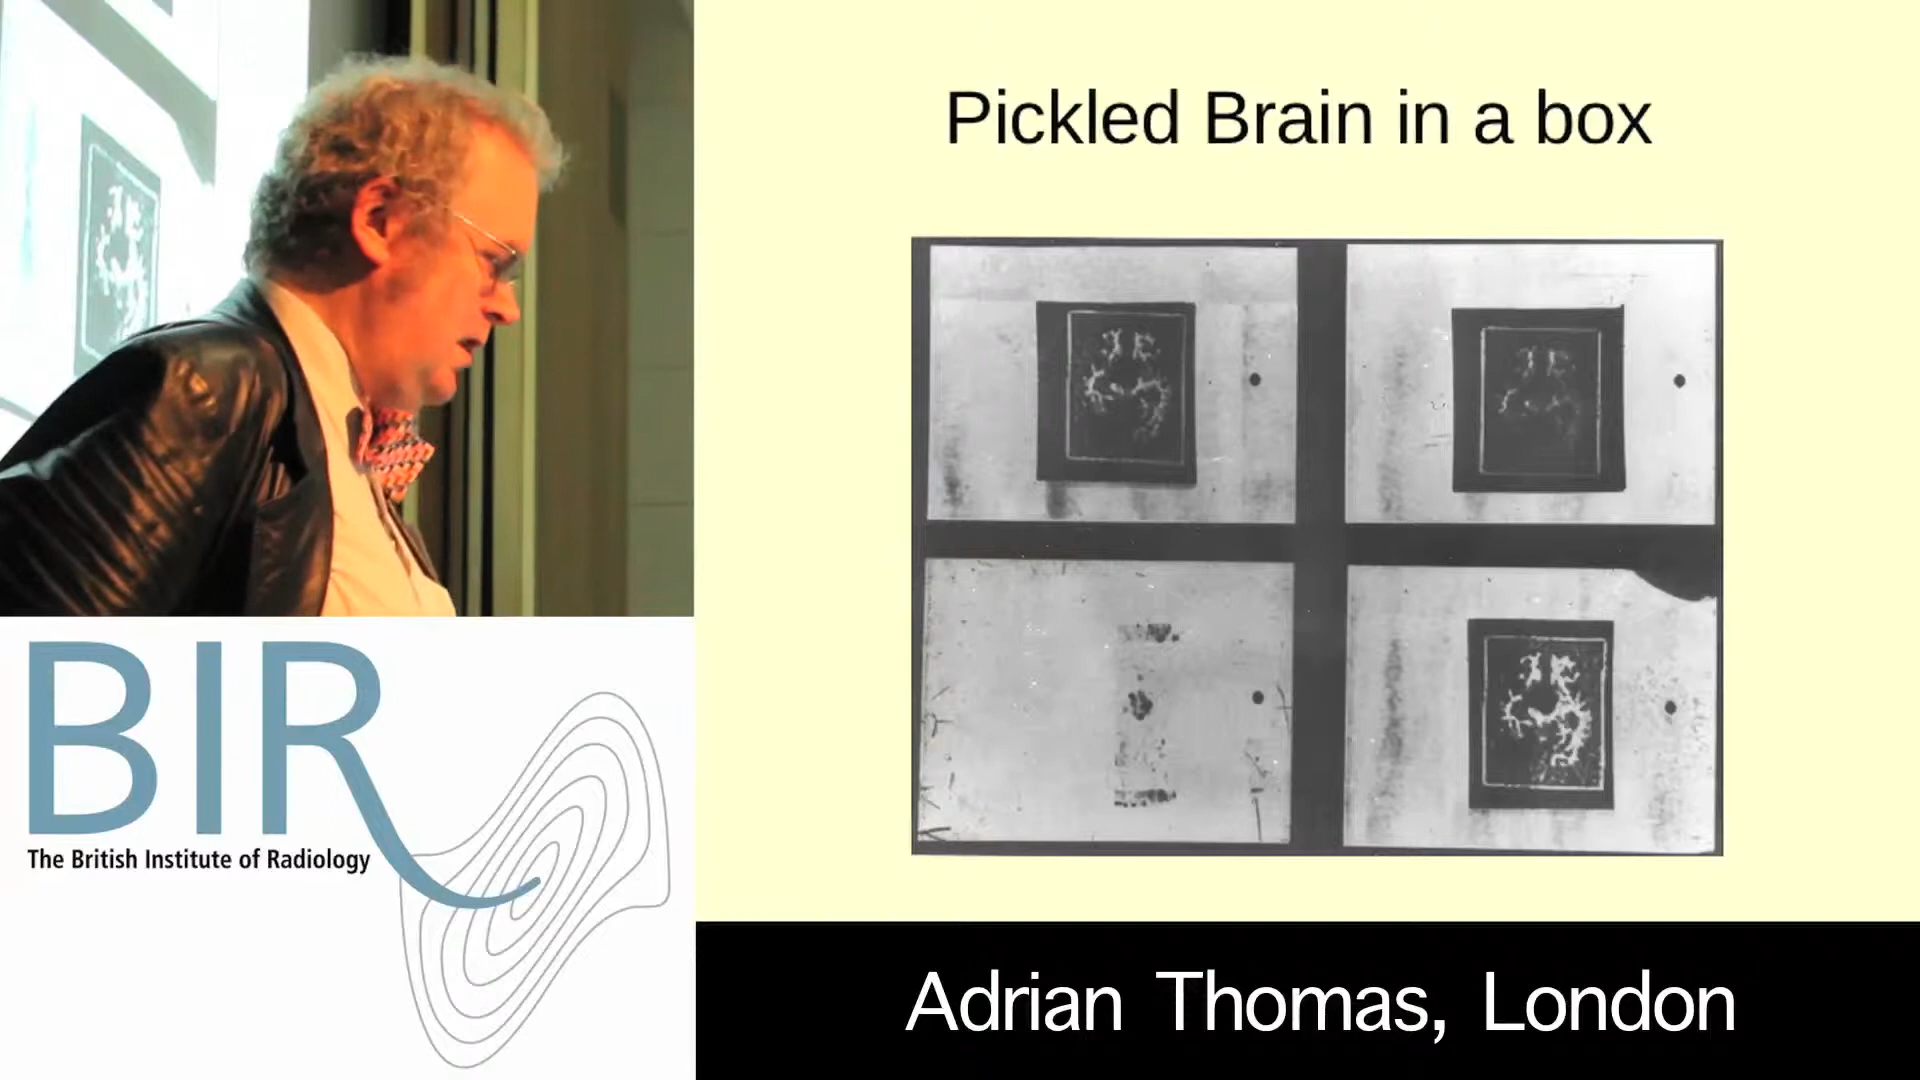 Pickled Brain in a box
BIR
The British Institute of Radiology
Adrian Thomas, London